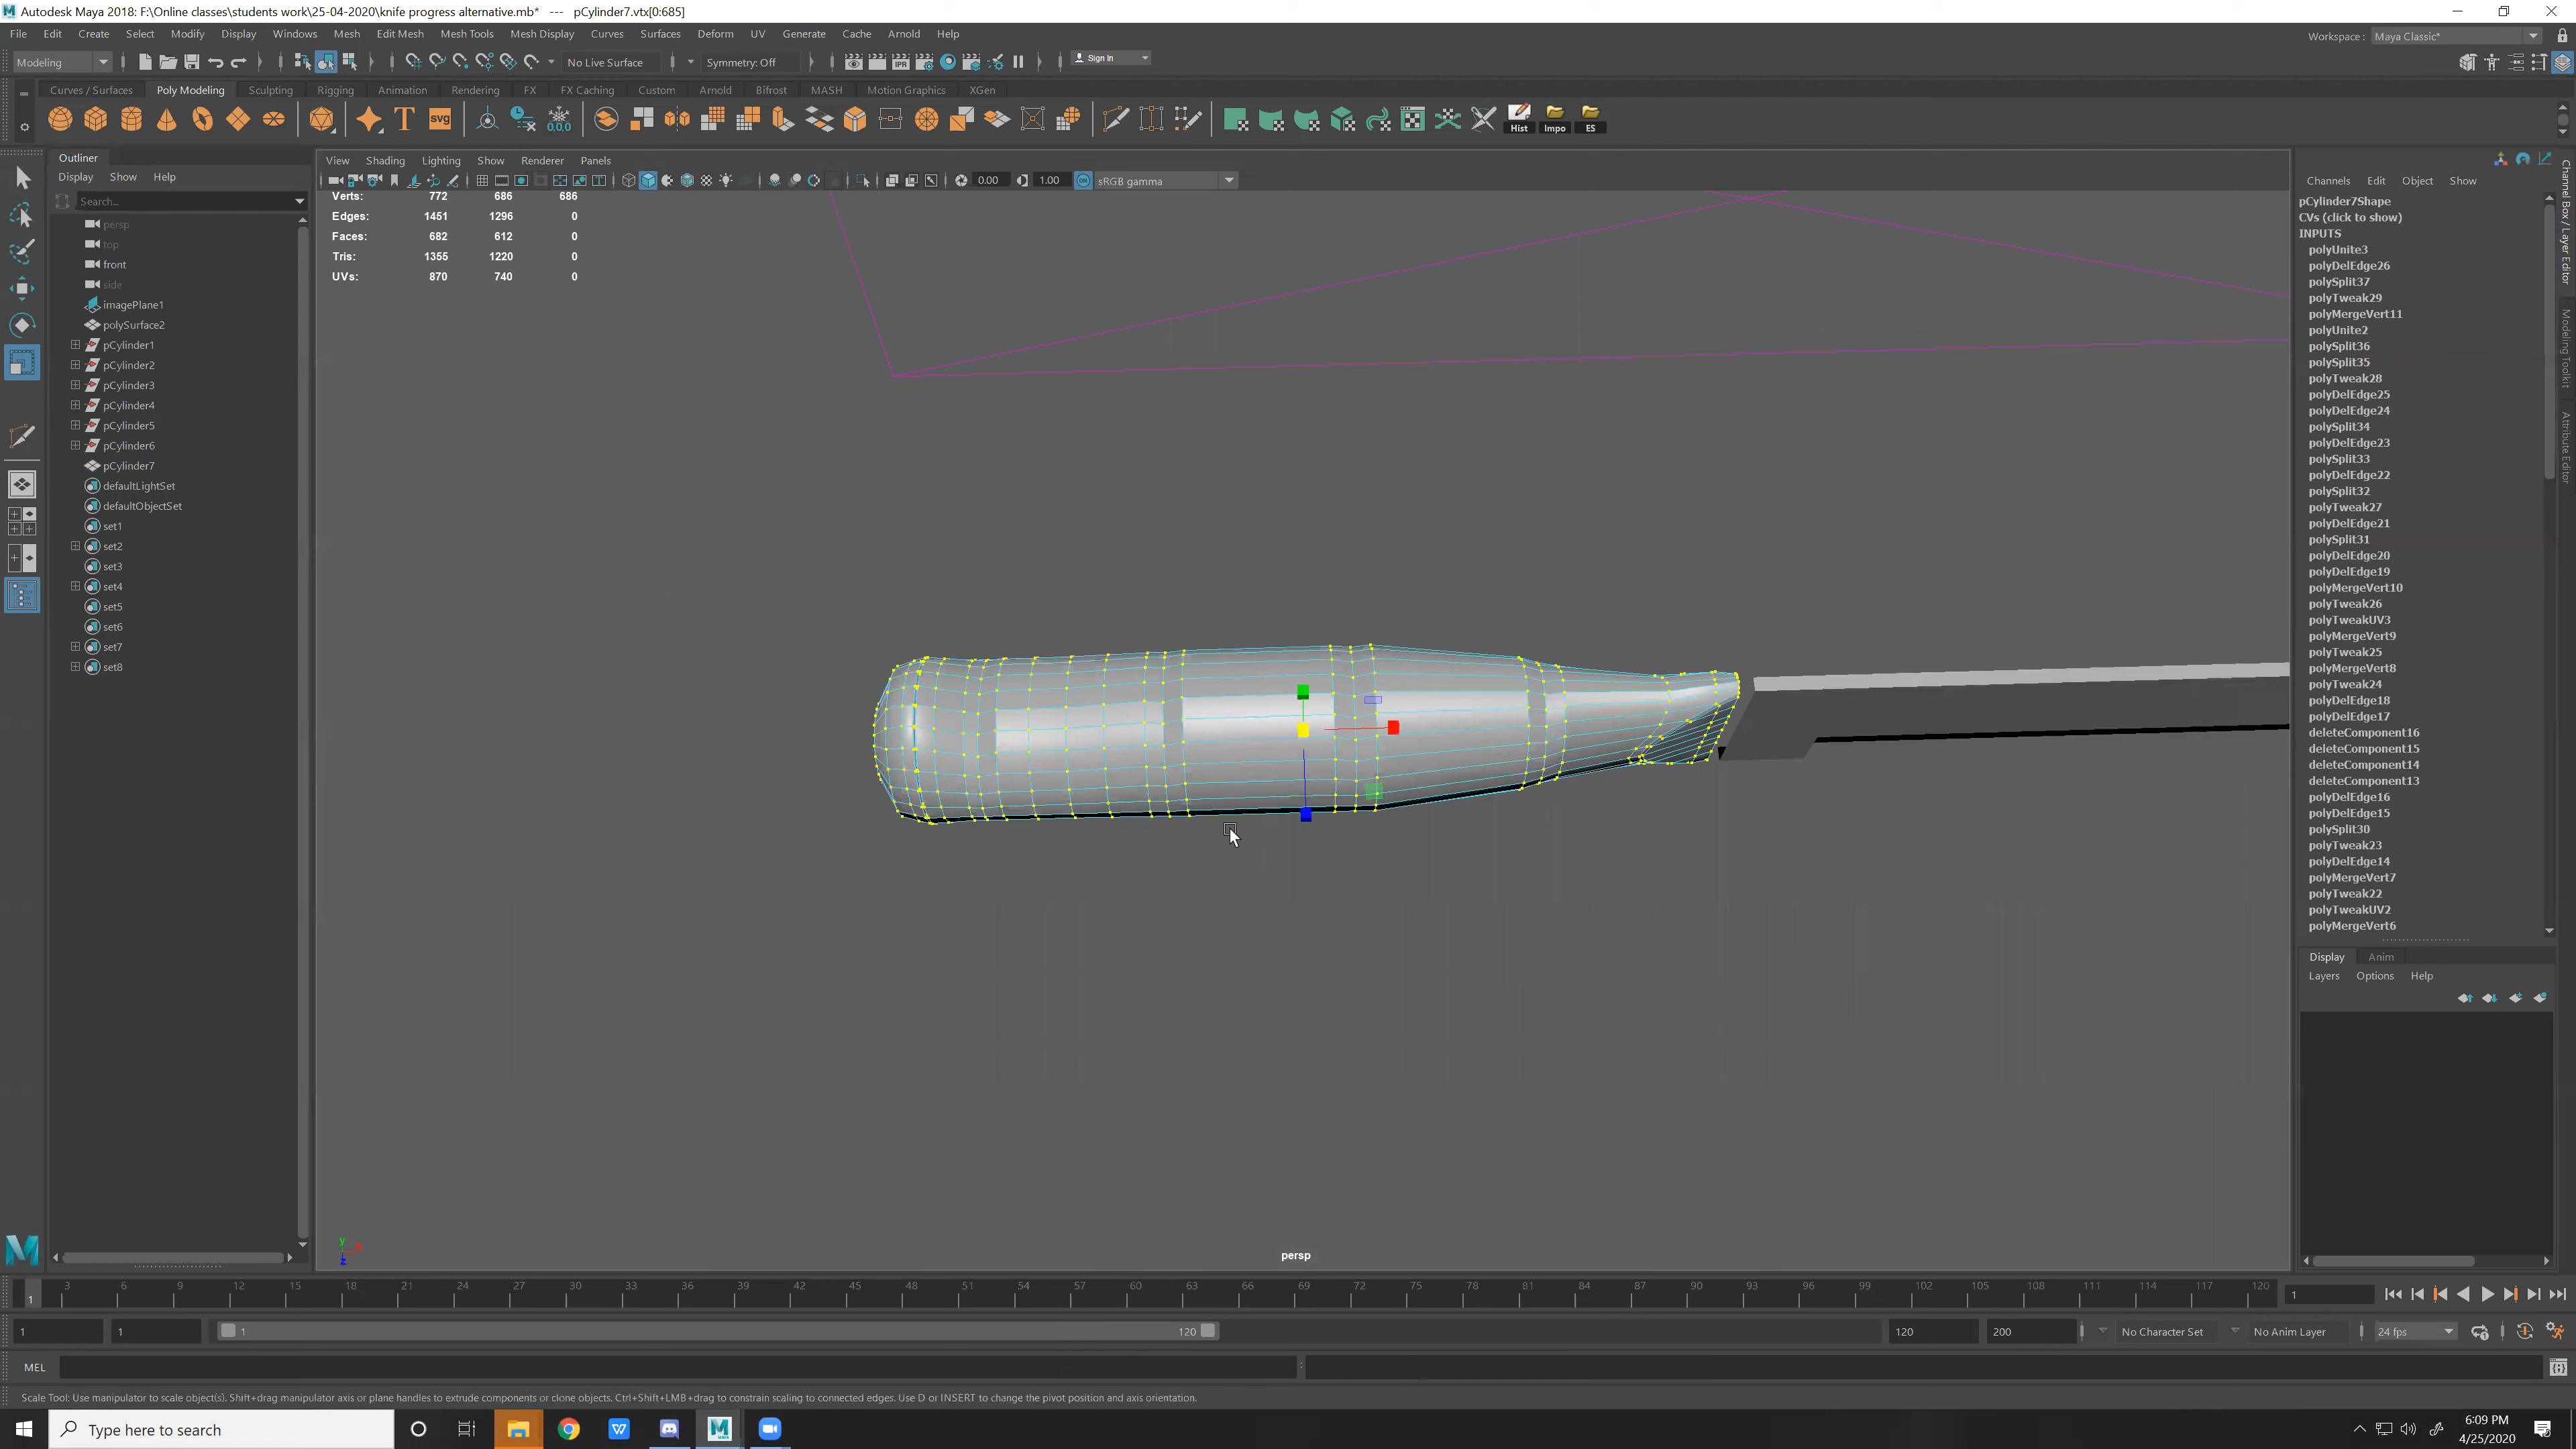 Autodesk Maya 2018: F:\Online classes\students work\25-04-2020\knife progress alternative.mb* --- pCylinder7.vtx[0:685]
File Edit Create Select Modify Display Windows Mesh Edit Mesh Mesh Tools Mesh Display Curves Surfaces Deform UV Generate Cache Arnold Help
Workspace : Maya Classic*
Modeling No Live Surface Symmetry: Off Sign In
Curves / Surfaces Poly Modeling Sculpting Rigging Animation Rendering FX FX Caching Custom Arnold Bifrost MASH Motion Graphics XGen
T svg 0,0,0 IPR Hist Impo ES
Outliner
Display Show Help
Search...
persp
top
front
side
imagePlane1
polySurface2
pCylinder1
pCylinder2
pCylinder3
pCylinder4
pCylinder5
pCylinder6
pCylinder7
defaultLightSet
defaultObjectSet
set1
set2
set3
set4
set5
set6
set7
set8
View Shading Lighting Show Renderer Panels
0.00 1.00 sRGB gamma
Verts: 772 686 686
Edges: 1451 1296 0
Faces: 682 612 0
Tris: 1355 1220 0
UVs: 870 740 0
persp
y x z
Channels Edit Object Show
pCylinder7Shape
CVs (click to show)
INPUTS
polyUnite3
polyDelEdge26
polySplit37
polyTweak29
polyMergeVert11
polyUnite2
polySplit36
polySplit35
polyTweak28
polyDelEdge25
polyDelEdge24
polySplit34
polyDelEdge23
polySplit33
polyDelEdge22
polySplit32
polyTweak27
polyDelEdge21
polySplit31
polyDelEdge20
polyDelEdge19
polyMergeVert10
polyTweak26
polyTweakUV3
polyMergeVert9
polyTweak25
polyMergeVert8
polyTweak24
polyDelEdge18
polyDelEdge17
deleteComponent16
deleteComponent15
deleteComponent14
deleteComponent13
polyDelEdge16
polyDelEdge15
polySplit30
polyTweak23
polyDelEdge14
polyMergeVert7
polyTweak22
polyTweakUV2
polyMergeVert6
Display Anim
Layers Options Help
Channel Box / Layer Editor
Modeling Toolkit
Attribute Editor
1 3 6 9 12 15 18 21 24 27 30 33 36 39 42 45 48 51 54 57 60 63 66 69 72 75 78 81 84 87 90 93 96 99 102 105 108 111 114 117 120 1
1 1 1 120 120 200 No Character Set No Anim Layer 24 fps
MEL
Scale Tool: Use manipulator to scale object(s). Shift+drag manipulator axis or plane handles to extrude components or clone objects. Ctrl+Shift+LMB+drag to constrain scaling to connected edges. Use D or INSERT to change the pivot position and axis orientation.
Type here to search
6:09 PM
4/25/2020